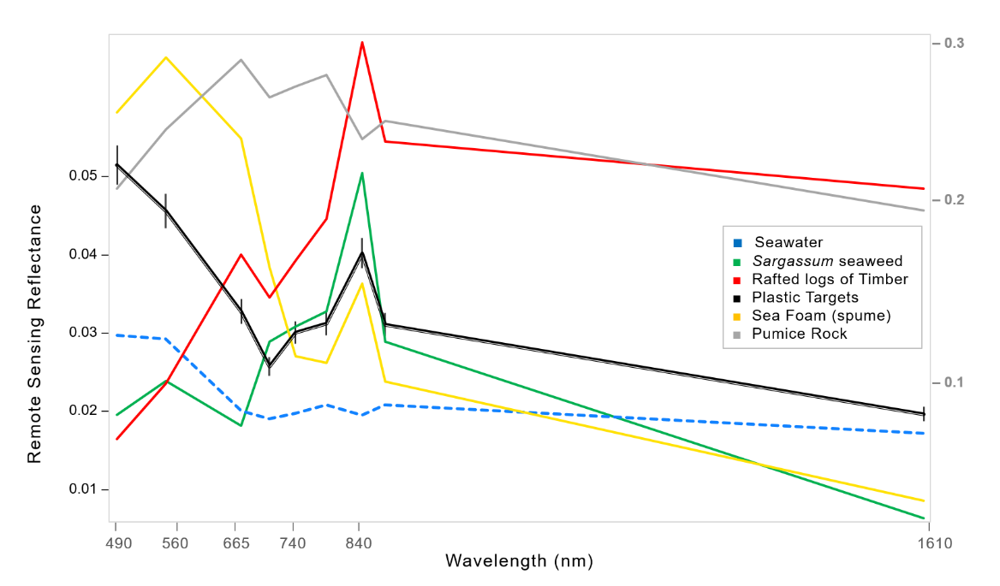 0.3
0.05
0.2
0.04
0.03
0.1
0.02
0.01
Remote Sensing Reflectance
Seawater
Sargassum seaweed
Rafted logs of Timber
Plastic Targets
Sea Foam (spume)
Pumice Rock
490 560 665 740 840 1610
Wavelength (nm)